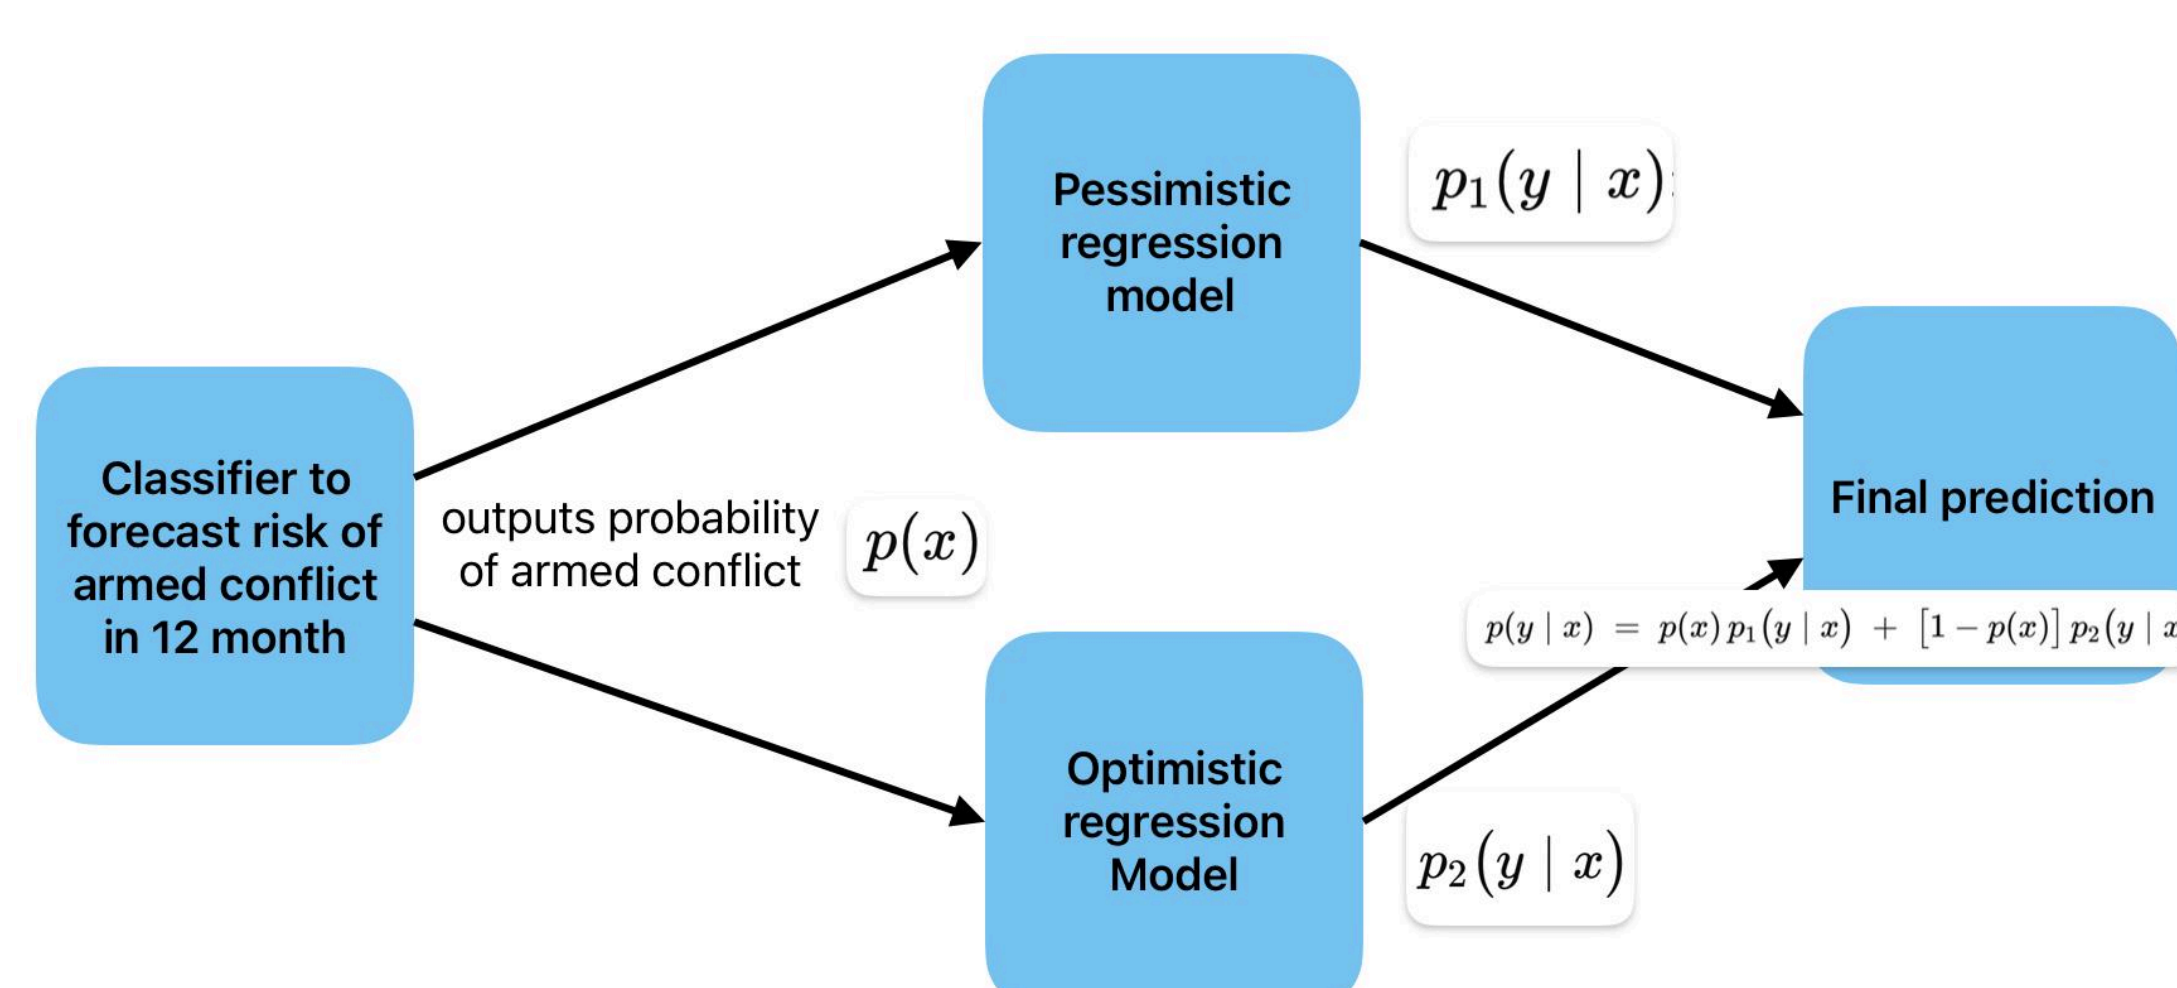 Pessimistic
regression
model
p₁(y | x)
Classifier to
forecast risk of
armed conflict
in 12 month
outputs probability
of armed conflict
p(x)
Final prediction
p(y | x) = p(x) p₁(y | x) + [1 − p(x)] p₂(y | x
Optimistic
regression
Model
p₂(y | x)